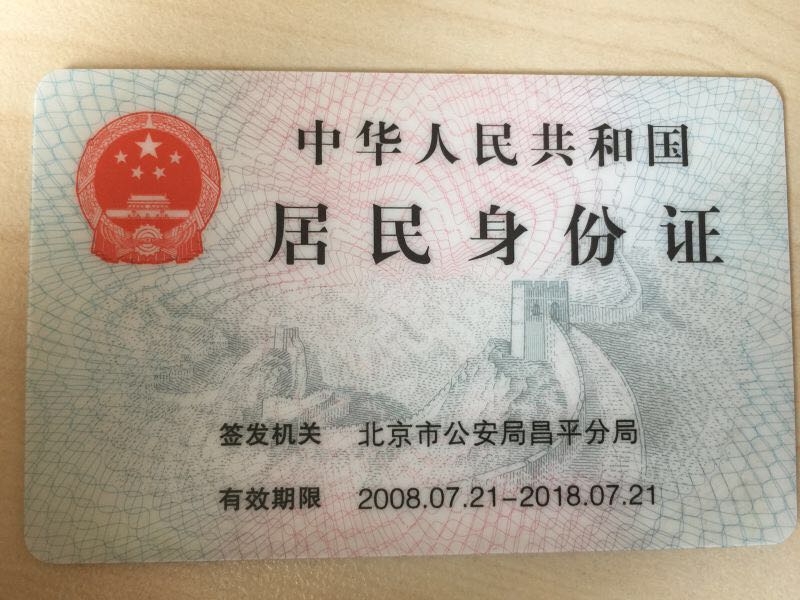 中华人民共和国
居民身份证
签发机关 北京市公安局昌平分局
有效期限 2008.07.21-2018.07.21